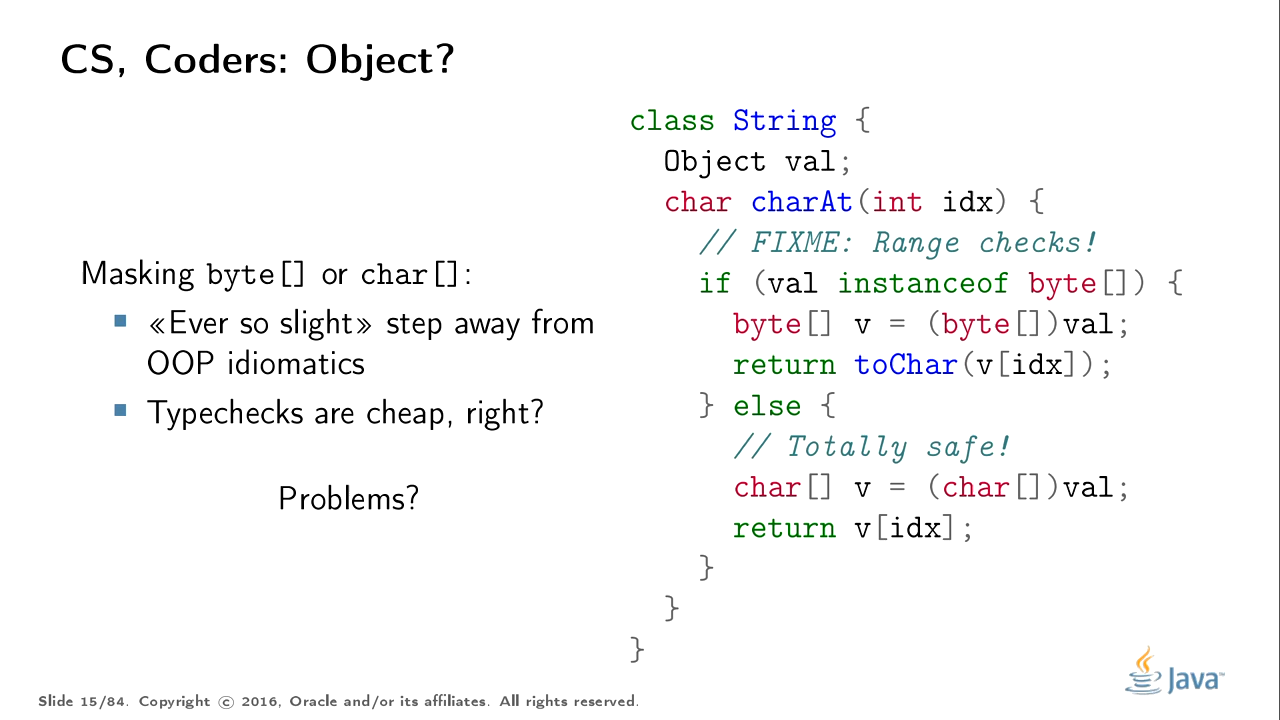 CS, Coders: Object?
Masking byte[] or char[]:
■ «Ever so slight» step away from
OOP idiomatics
■ Typechecks are cheap, right?
Problems?
class String {
  Object val;
  char charAt(int idx) {
    // FIXME: Range checks!
    if (val instanceof byte[]) {
      byte[] v = (byte[])val;
      return toChar(v[idx]);
    } else {
      // Totally safe!
      char[] v = (char[])val;
      return v[idx];
    }
  }
}
Slide 15/84. Copyright © 2016, Oracle and/or its affiliates. All rights reserved.
Java™